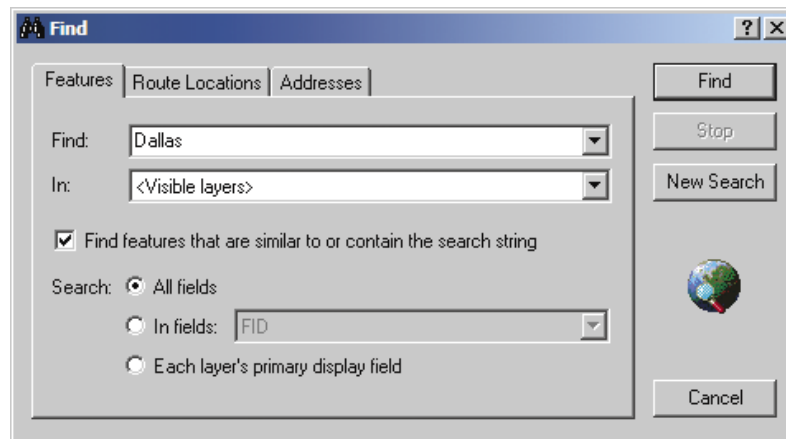 Find
Features Route Locations Addresses
Find: Dallas
In: <Visible layers>
Find features that are similar to or contain the search string
Search: All fields
In fields: FID
Each layer's primary display field
Find
Stop
New Search
Cancel